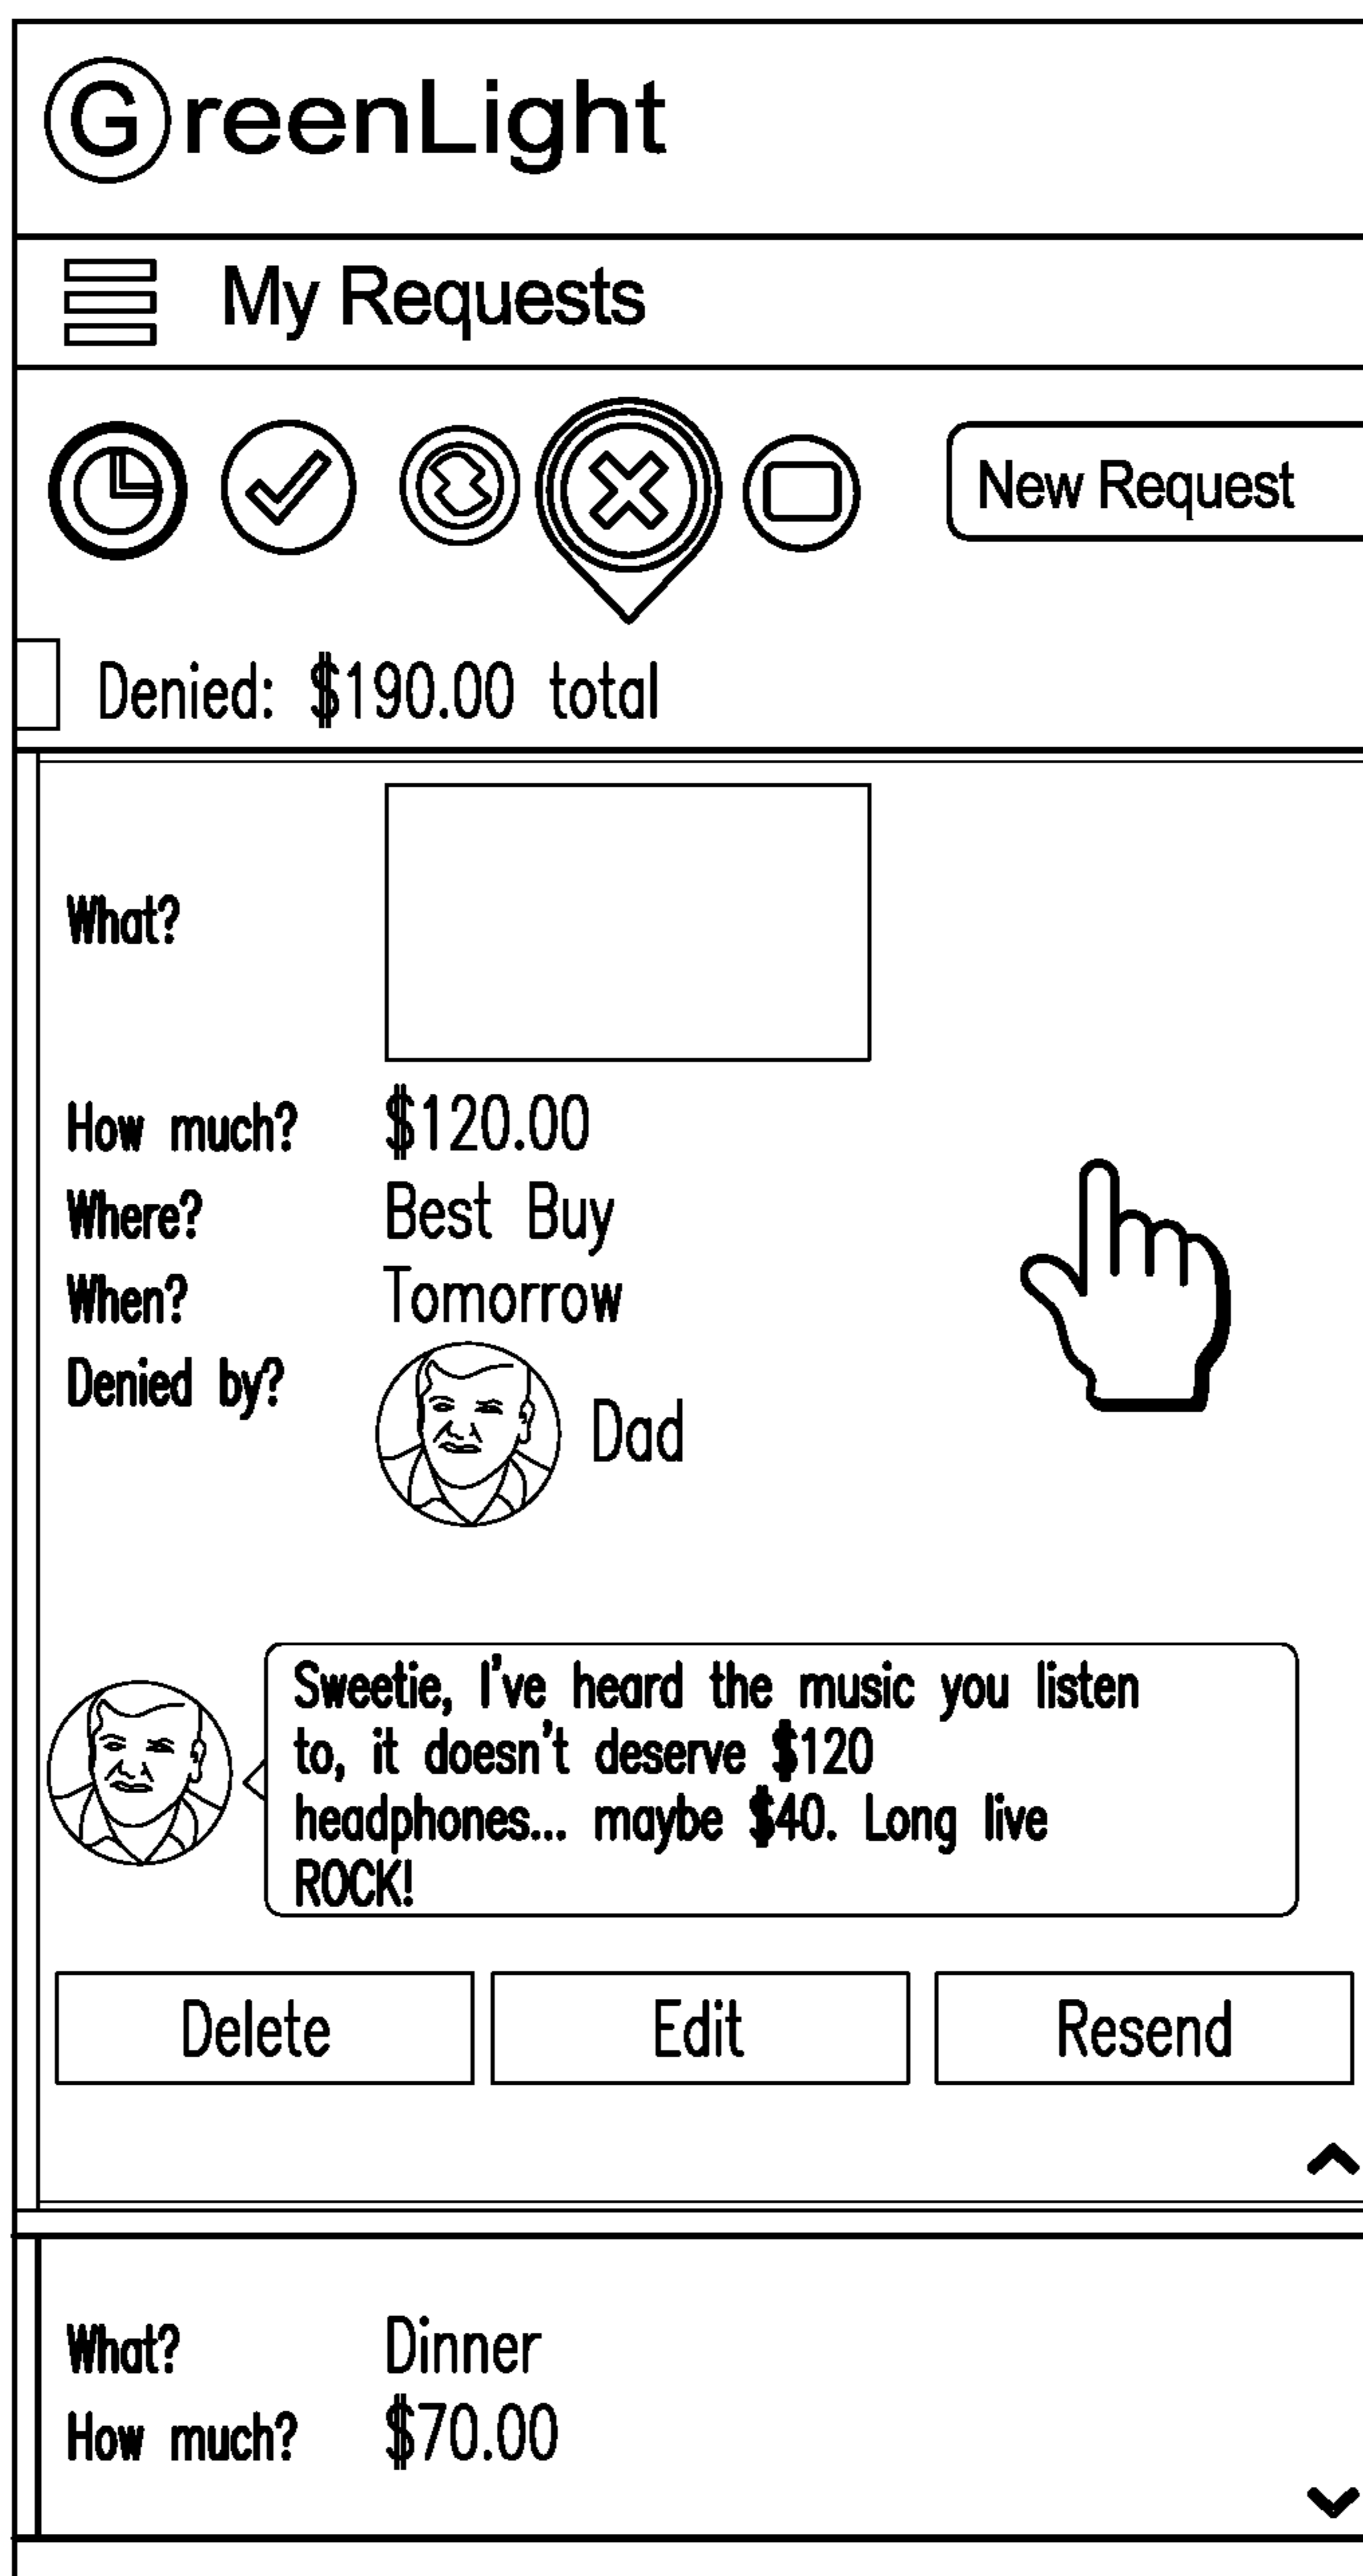 GreenLight
My Requests
New Request
Denied: $190.00 total
What?
How much? $120.00
Where? Best Buy
When? Tomorrow
Denied by? Dad
Sweetie, I've heard the music you listen
to, it doesn't deserve $120
headphones... maybe $40. Long live
ROCK!
Delete Edit Resend
What? Dinner
How much? $70.00